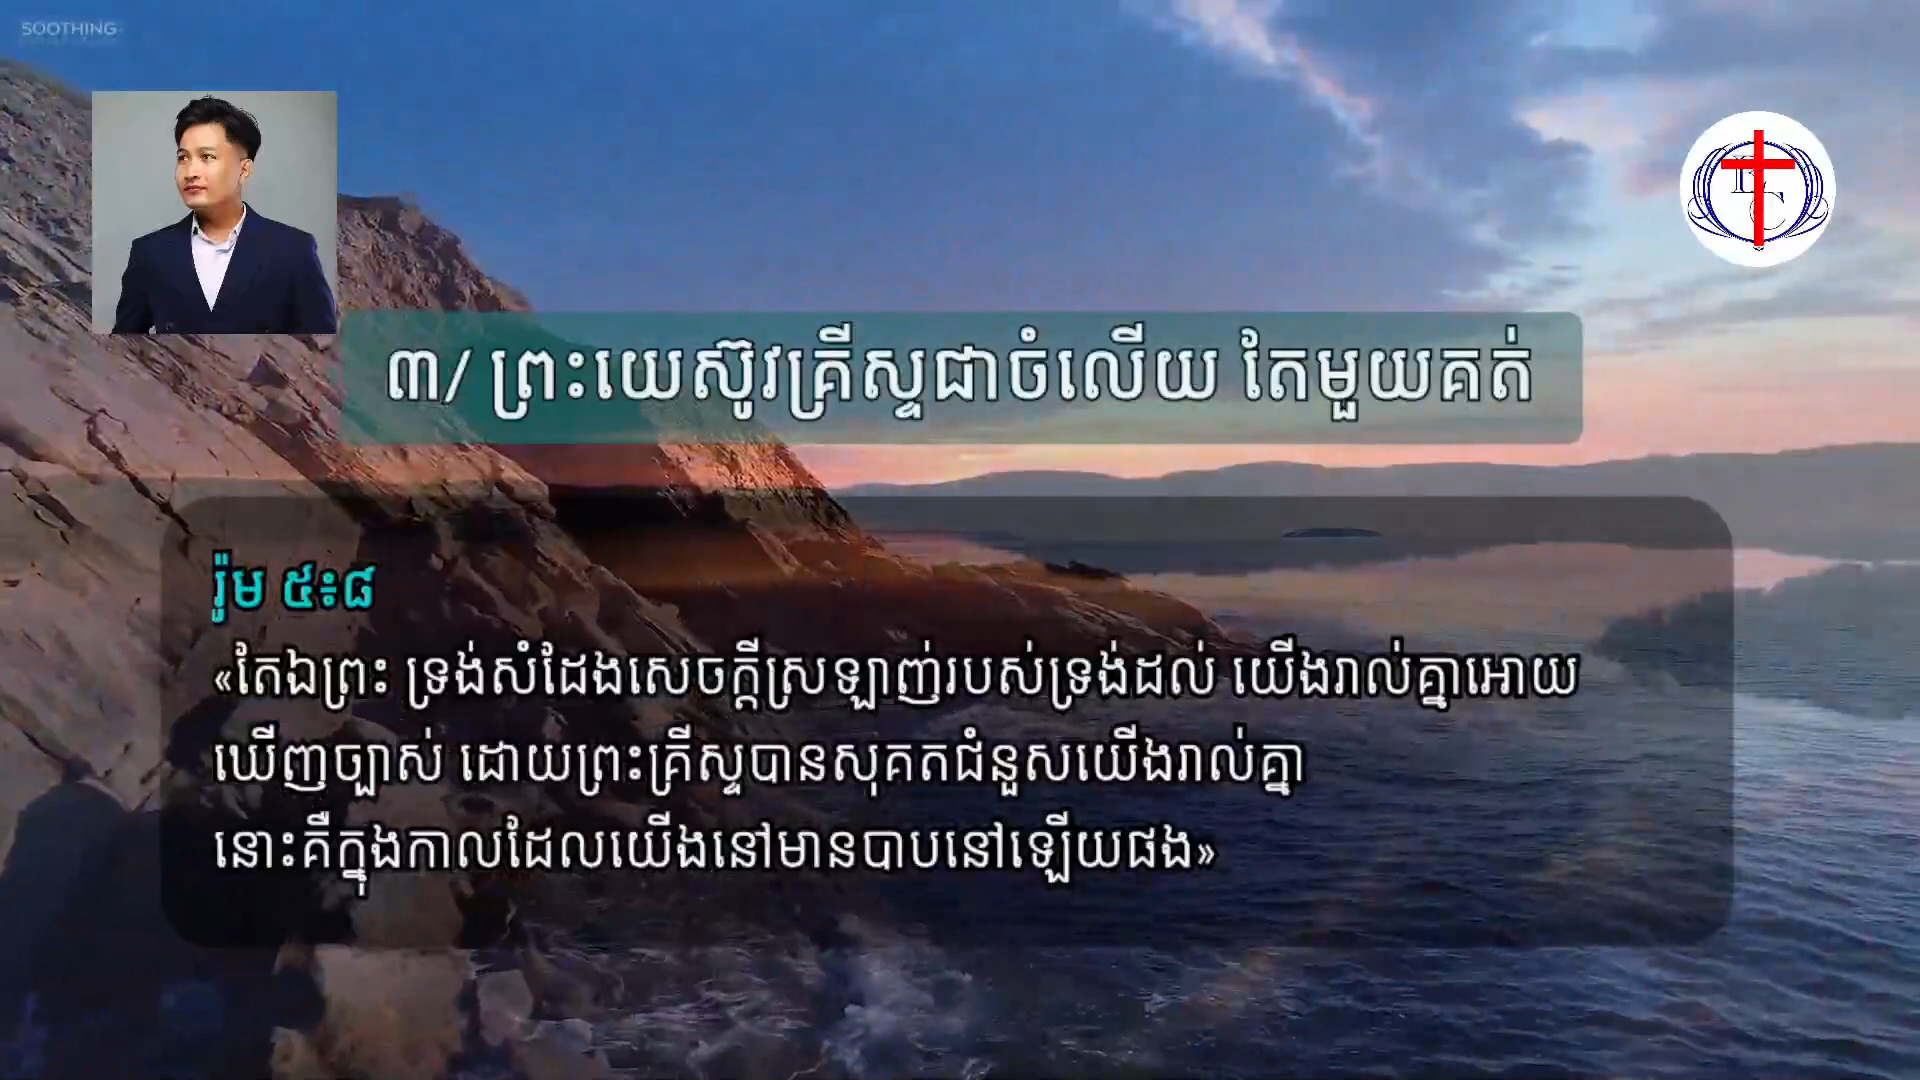 SOOTHING
៣/ ព្រះយេស៊ូវគ្រីស្ទជាចំលើយ តែមួយគត់
រ៉ូម ៥ៈ៨
«តែឯព្រះ ទ្រង់សំដែងសេចក្ដីស្រឡាញ់របស់ទ្រង់ដល់ យើងរាល់គ្នាអោយ
ឃើញច្បាស់ ដោយព្រះគ្រីស្ទបានសុគតជំនួសយើងរាល់គ្នា
នោះគឺក្នុងកាលដែលយើងនៅមានបាបនៅឡើយផង»